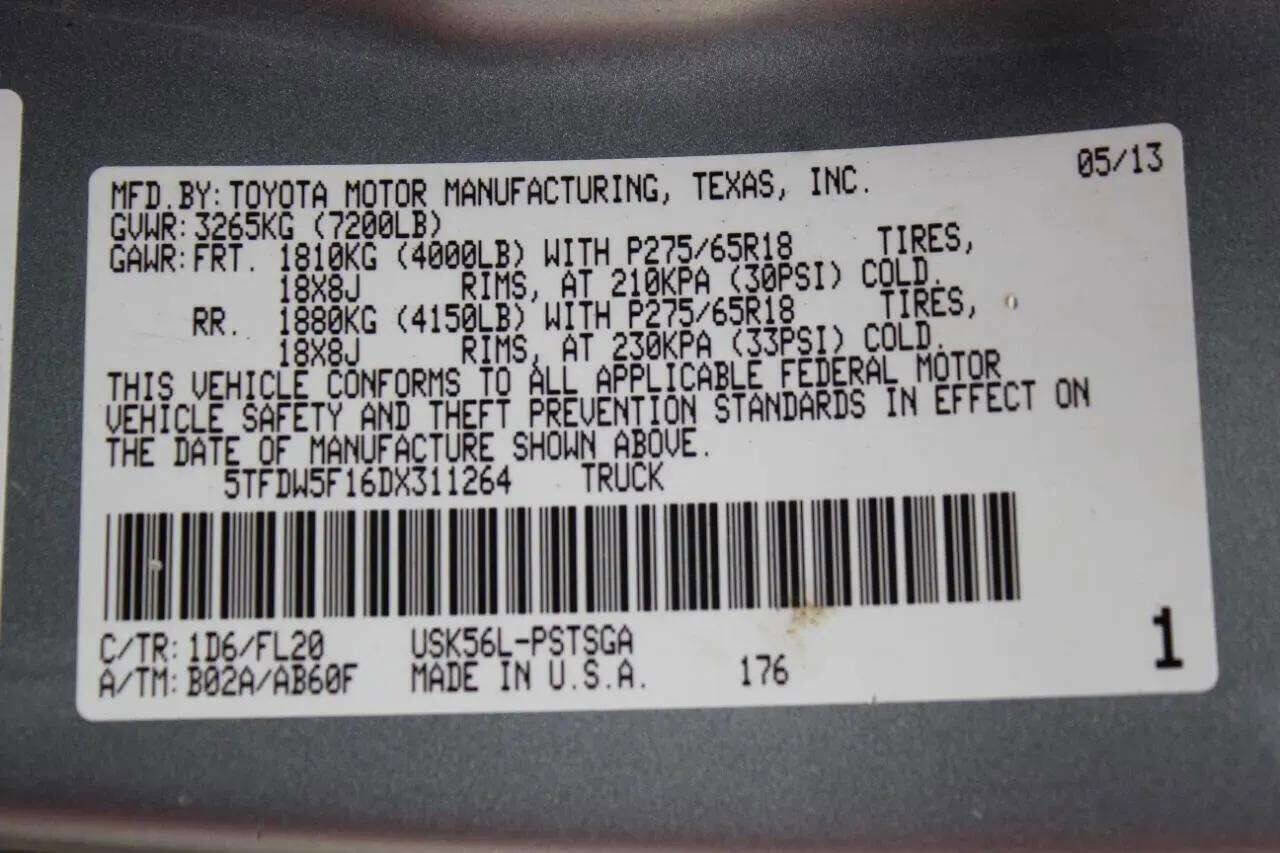 05/13
MFD.BY: TOYOTA MOTOR MANUFACTURING, TEXAS, INC.
GVWR: 3265KG (7200LB)
GAWR: FRT. 1810KG (4000LB) WITH P275/65R18 TIRES,
18X8J RIMS, AT 210KPA (30PSI) COLD.
RR. 1880KG (4150LB) WITH P275/65R18 TIRES,
18X8J RIMS, AT 230KPA (33PSI) COLD.
THIS VEHICLE CONFORMS TO ALL APPLICABLE FEDERAL MOTOR
VEHICLE SAFETY AND THEFT PREVENTION STANDARDS IN EFFECT ON
THE DATE OF MANUFACTURE SHOWN ABOVE.
5TFDW5F16DX311264 TRUCK
C/TR: 1D6/FL20 USK56L-PSTSGA
A/TM: B02A/AB60F MADE IN U.S.A. 176
1